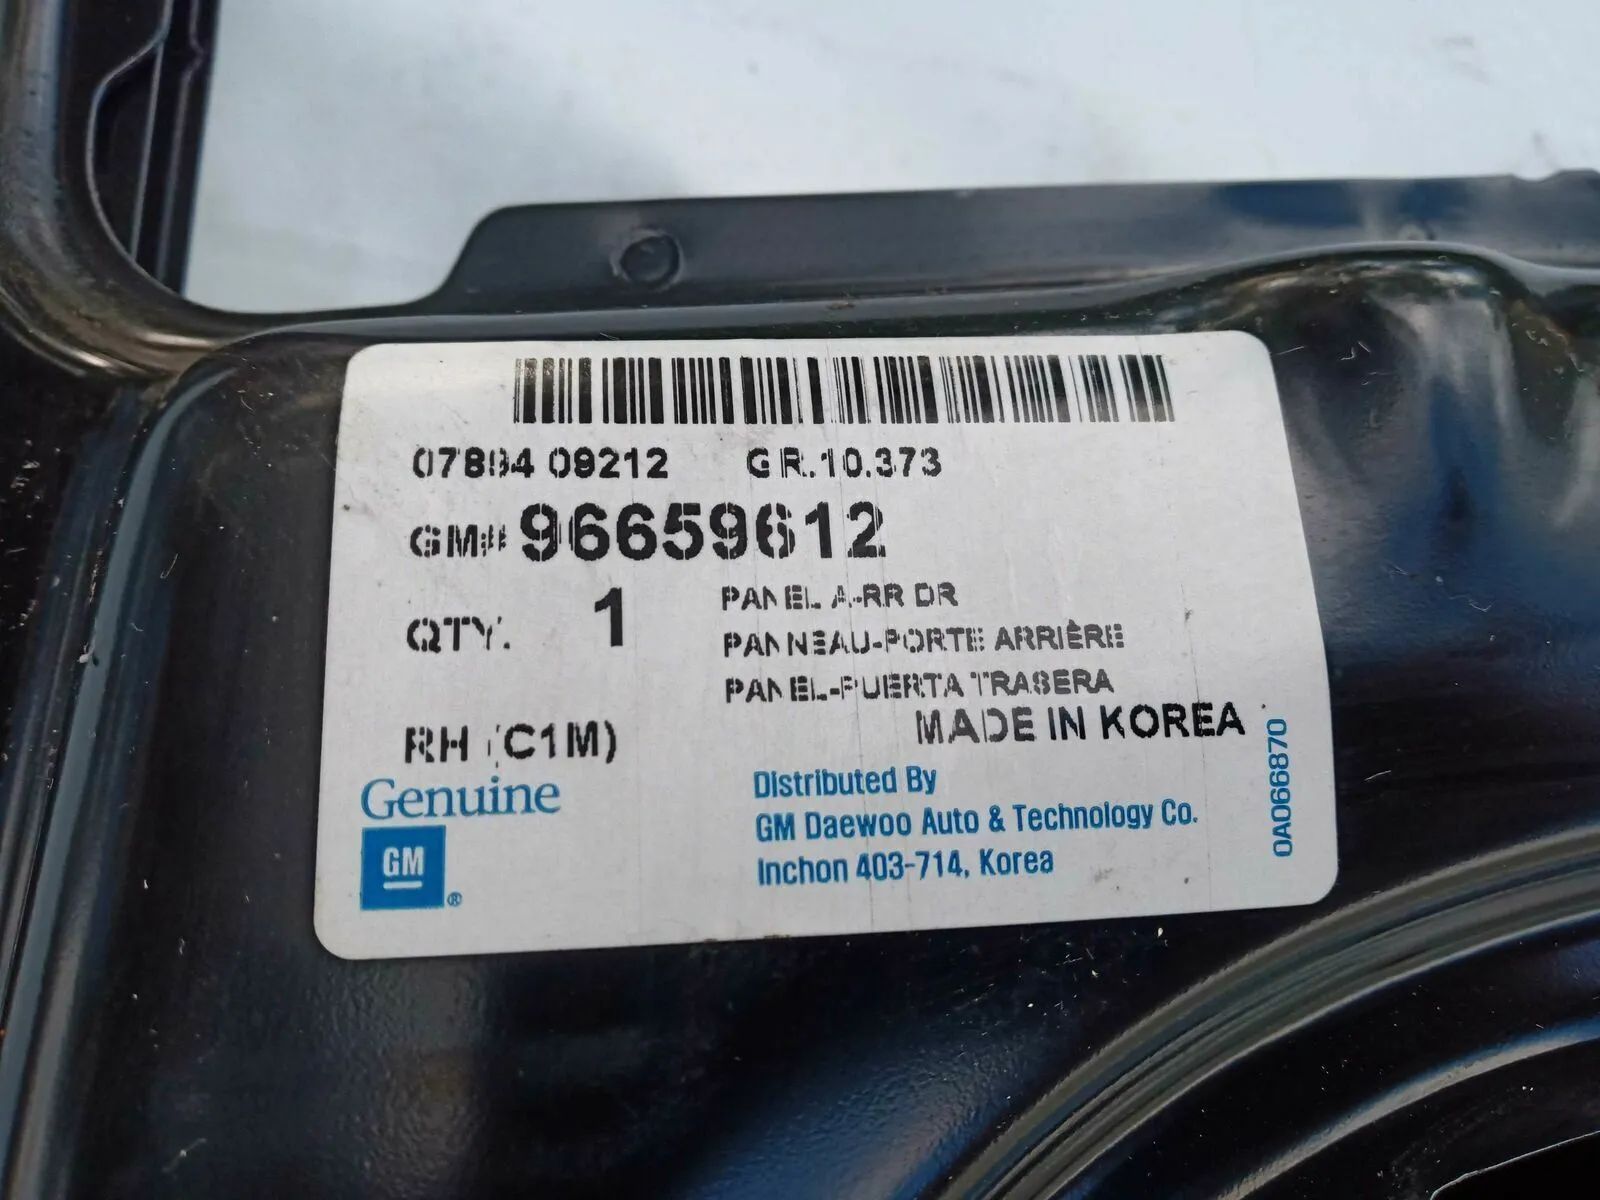 07894 09212 GR.10.373
GM# 96659612
QTY. 1 PANEL A-RR DR
PANNEAU-PORTE ARRIÈRE
PANEL-PUERTA TRASERA
MADE IN KOREA
RH (C1M)
Genuine
GM ®
Distributed By
GM Daewoo Auto & Technology Co.
Inchon 403-714, Korea
0A066870